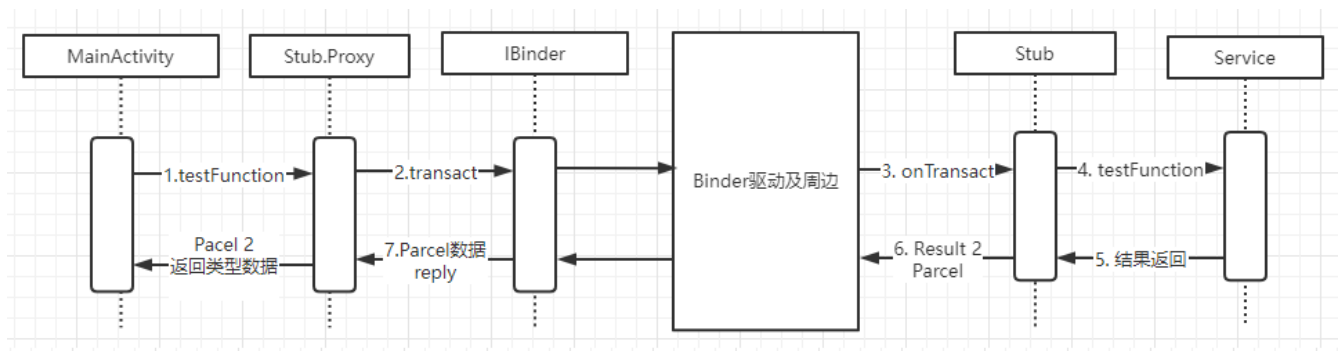 MainActivity
Stub.Proxy
IBinder
Stub
Service
1.testFunction
2.transact
Binder驱动及周边
3. onTransact
4. testFunction
Pacel 2
返回类型数据
7.Parcel数据
reply
6. Result 2
Parcel
5. 结果返回